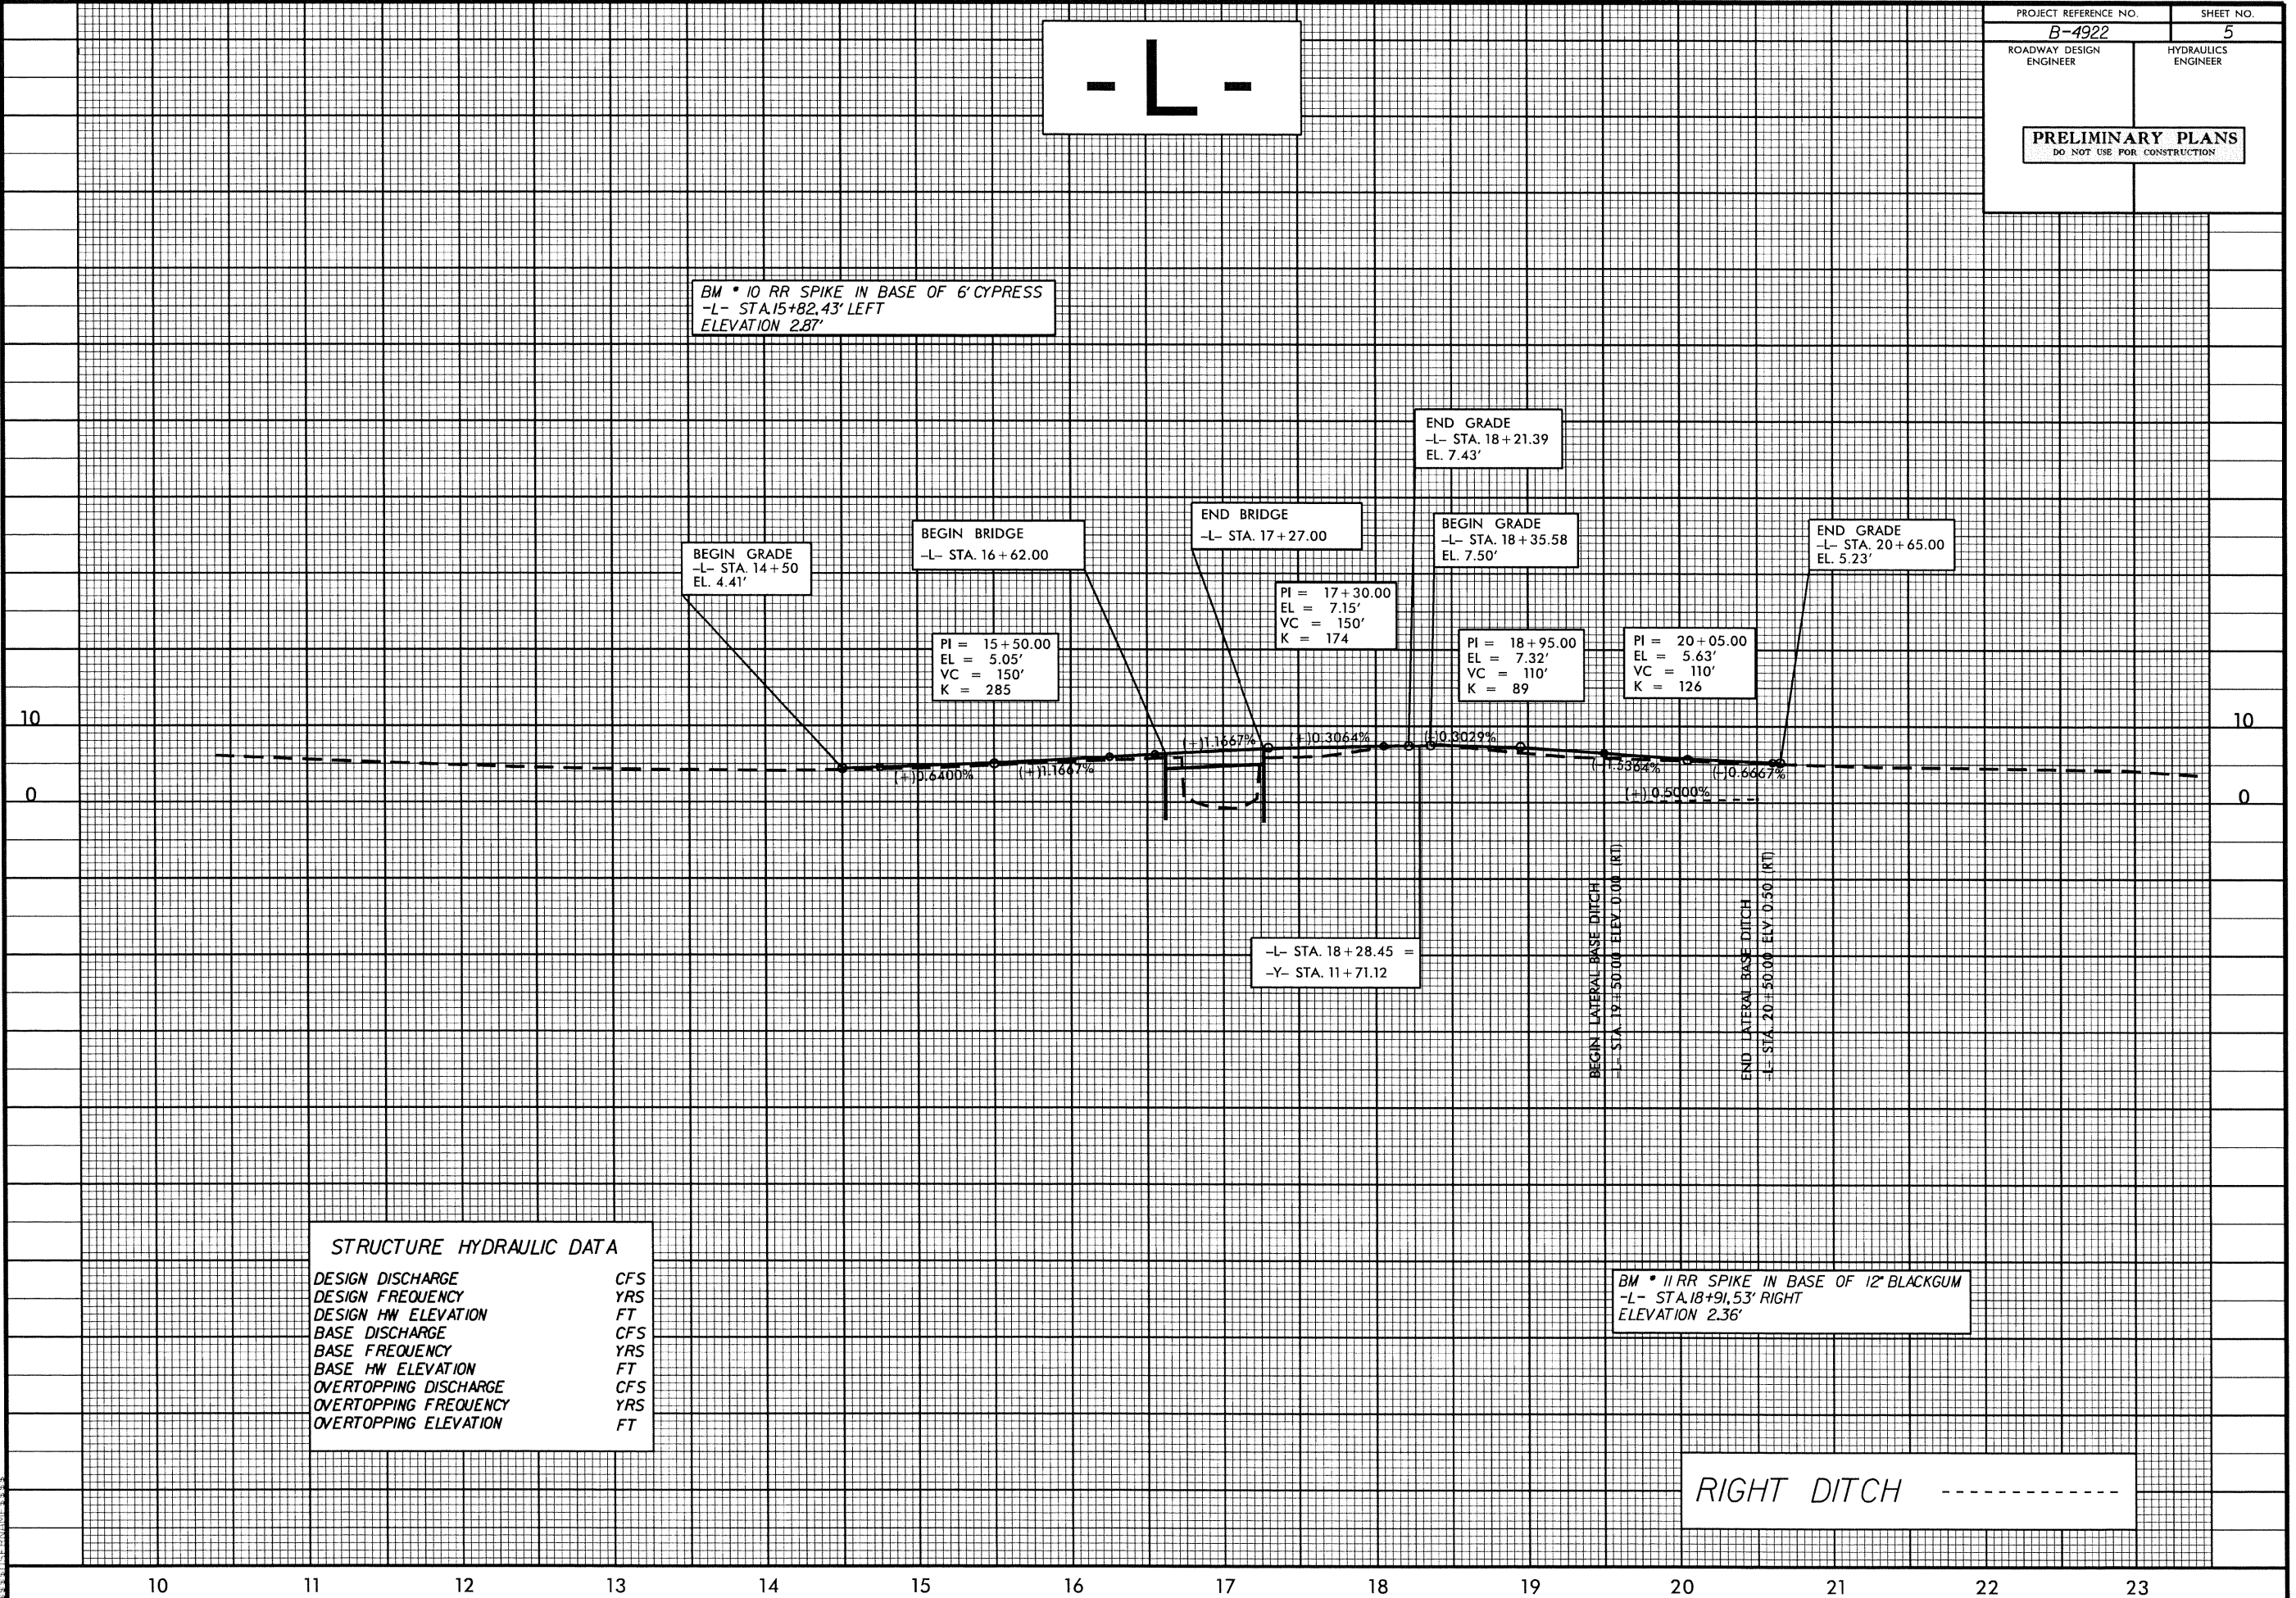 PROJECT REFERENCE NO.
SHEET NO.
B-4922
5
ROADWAY DESIGN
ENGINEER
HYDRAULICS
ENGINEER
PRELIMINARY PLANS
DO NOT USE FOR CONSTRUCTION
-L-
BM * 10 RR SPIKE IN BASE OF 6' CYPRESS
-L- STA.15+82,43' LEFT
ELEVATION 2.87'
END GRADE
-L- STA. 18+21.39
EL. 7.43'
BEGIN GRADE
-L- STA. 14+50
EL. 4.41'
BEGIN BRIDGE
-L- STA. 16+62.00
END BRIDGE
-L- STA. 17+27.00
BEGIN GRADE
-L- STA. 18+35.58
EL. 7.50'
END GRADE
-L- STA. 20+65.00
EL. 5.23'
PI = 15+50.00
EL = 5.05'
VC = 150'
K = 285
PI = 17+30.00
EL = 7.15'
VC = 150'
K = 174
PI = 18+95.00
EL = 7.32'
VC = 110'
K = 89
PI = 20+05.00
EL = 5.63'
VC = 110'
K = 126
10
10
(+)0.6400%
(+)1.1667%
(+)1.1667%
(+)0.3064%
(-)0.3029%
(-)1.5364%
(-)0.6667%
(+)0.5000%
0
0
BEGIN LATERAL BASE DITCH
-L- STA. 19+50.00 ELEV. 0.00 (RT)
END LATERAL BASE DITCH
-L- STA. 20+50.00 ELV 0.50 (RT)
-L- STA. 18+28.45 =
-Y- STA. 11+71.12
STRUCTURE HYDRAULIC DATA
DESIGN DISCHARGE CFS
DESIGN FREQUENCY YRS
DESIGN HW ELEVATION FT
BASE DISCHARGE CFS
BASE FREQUENCY YRS
BASE HW ELEVATION FT
OVERTOPPING DISCHARGE CFS
OVERTOPPING FREQUENCY YRS
OVERTOPPING ELEVATION FT
BM * 11 RR SPIKE IN BASE OF 12" BLACKGUM
-L- STA.18+91,53' RIGHT
ELEVATION 2.36'
RIGHT DITCH
10 11 12 13 14 15 16 17 18 19 20 21 22 23